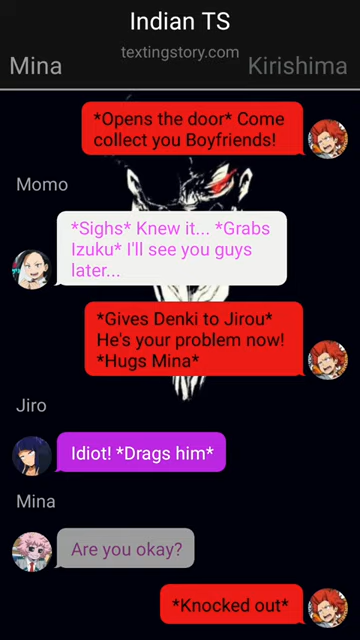 Indian TS
textingstory.com
Mina
Kirishima
*Opens the door* Come
collect you Boyfriends!
Momo
*Sighs* Knew it... *Grabs
Izuku* I'll see you guys
later...
*Gives Denki to Jirou*
He's your problem now!
*Hugs Mina*
Jiro
Idiot! *Drags him*
Mina
Are you okay?
*Knocked out*